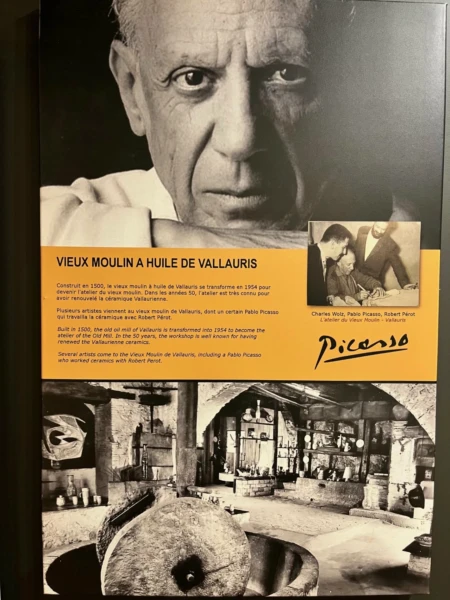 VIEUX MOULIN A HUILE DE VALLAURIS
Construit en 1500, le vieux moulin à huile de Vallauris se transforme en 1954 pour
devenir l'atelier du vieux moulin. Dans les années 50, l'atelier est très connu pour
avoir renouvelé la céramique Vallaurienne.
Plusieurs artistes viennent au vieux moulin de Vallauris, dont un certain Pablo Picasso
qui travailla la céramique avec Robert Pérot.
Built in 1500, the old oil mill of Vallauris is transformed into 1954 to become the
atelier of the Old Mill. In the 50 years, the workshop is well known for having
renewed the Vallaurienne ceramics.
Several artists come to the Vieux Moulin de Vallauris, including a Pablo Picasso
who worked ceramics with Robert Perot.
Charles Wolz, Pablo Picasso, Robert Pérot
L'atelier du Vieux Moulin - Vallauris
Picasso